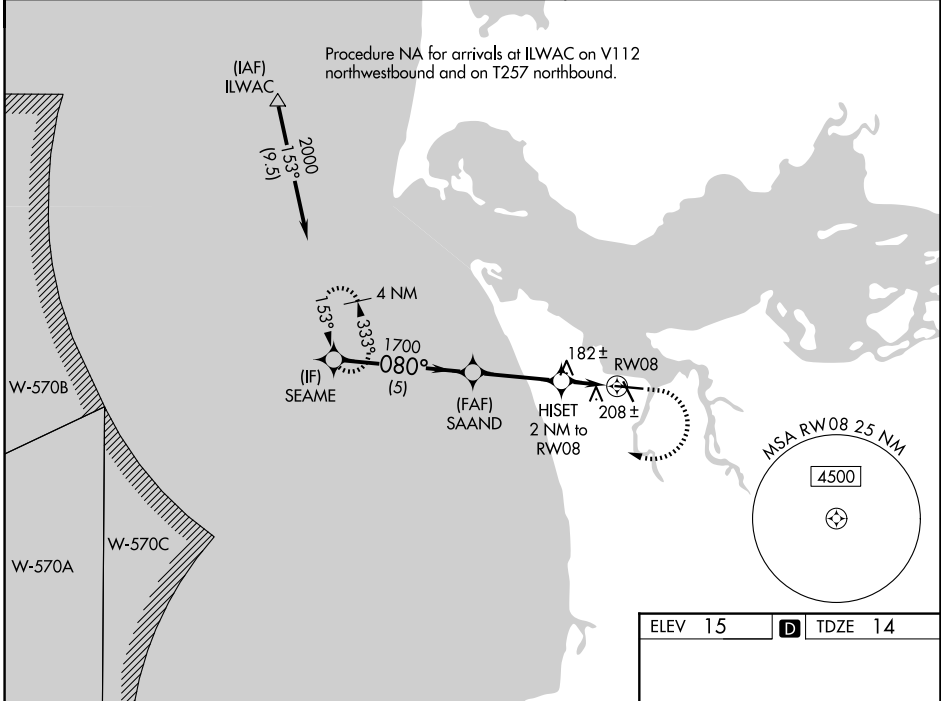 Procedure NA for arrivals at ILWAC on V112
northwestbound and on T257 northbound.
(IAF)
ILWAC
2000
153°
(9.5)
4 NM
153°
333°
1700
080°
(5)
(IF)
SEAME
(FAF)
SAAND
182 ±
RW08
HISET
2 NM to
RW08
208 ±
W-570B
W-570A
W-570C
MSA RW08 25 NM
4500
ELEV 15 D TDZE 14